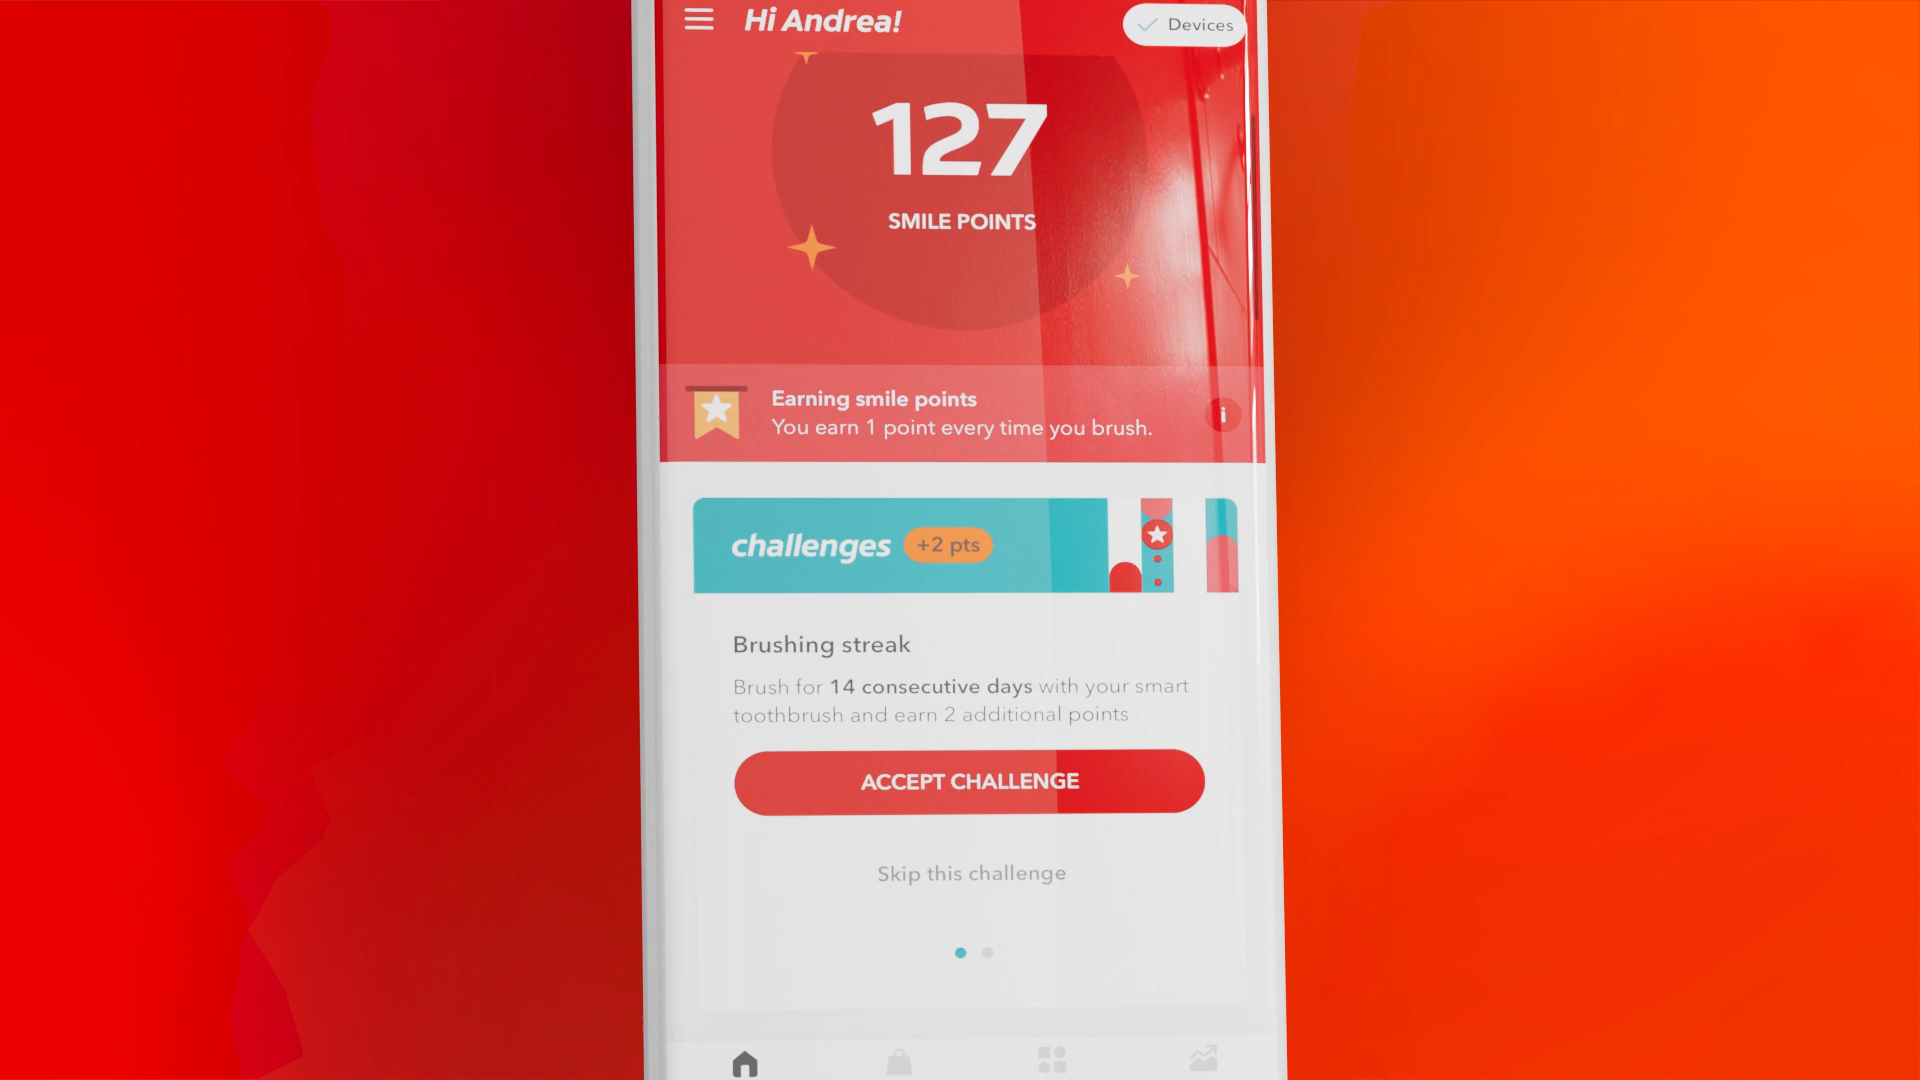 Hi Andrea!
Devices
127
SMILE POINTS
Earning smile points
You earn 1 point every time you brush.
i
challenges +2 pts
Brushing streak
Brush for 14 consecutive days with your smart
toothbrush and earn 2 additional points
ACCEPT CHALLENGE
Skip this challenge